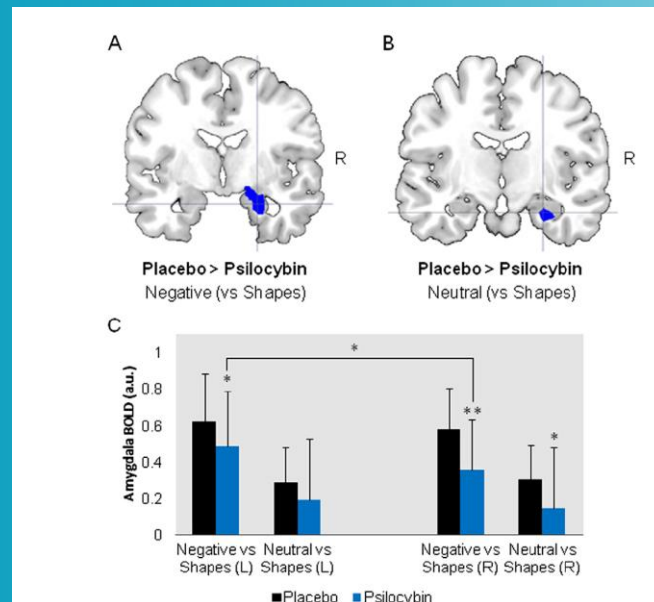 A
B
R
R
Placebo > Psilocybin
Negative (vs Shapes)
Placebo > Psilocybin
Neutral (vs Shapes)
C
Amygdala BOLD (a.u.)
1
0.8
0.6
0.4
0.2
0
*
*
**
*
Negative vs Shapes (L)
Neutral vs Shapes (L)
Negative vs Shapes (R)
Neutral vs Shapes (R)
Placebo Psilocybin